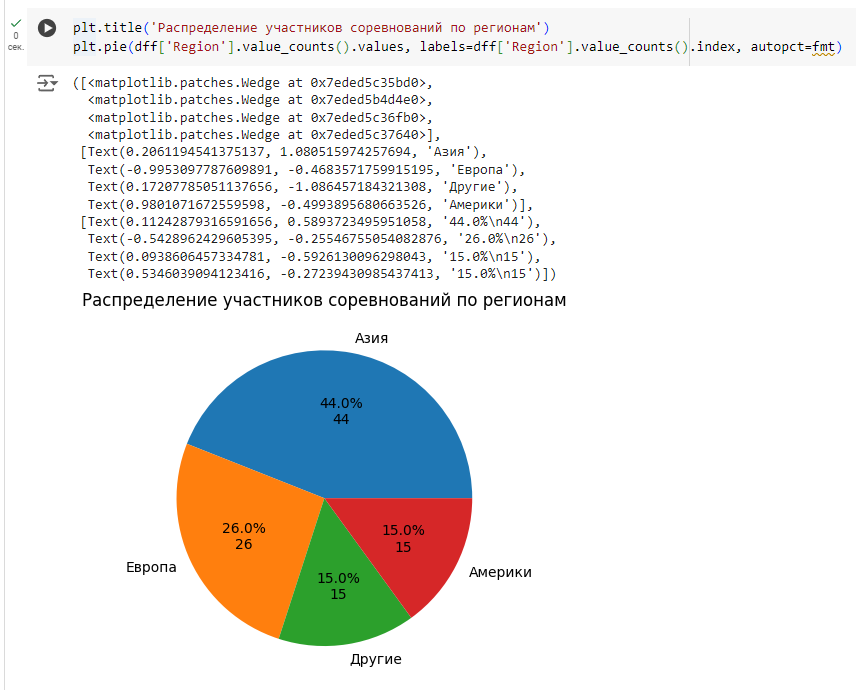 0
сек.
plt.title('Распределение участников соревнований по регионам')
plt.pie(dff['Region'].value_counts().values, labels=dff['Region'].value_counts().index, autopct=fmt)
([<matplotlib.patches.Wedge at 0x7eded5c35bd0>,
<matplotlib.patches.Wedge at 0x7eded5b4d4e0>,
<matplotlib.patches.Wedge at 0x7eded5c36fb0>,
<matplotlib.patches.Wedge at 0x7eded5c37640>],
[Text(0.2061194541375137, 1.080515974257694, 'Азия'),
Text(-0.9953097787609891, -0.4683571759915195, 'Европа'),
Text(0.17207785051137656, -1.086457184321308, 'Другие'),
Text(0.9801071672559598, -0.4993895680663526, 'Америки')],
[Text(0.11242879316591656, 0.5893723495951058, '44.0%\n44'),
Text(-0.5428962429605395, -0.25546755054082876, '26.0%\n26'),
Text(0.0938606457334781, -0.5926130096298043, '15.0%\n15'),
Text(0.5346039094123416, -0.27239430985437413, '15.0%\n15')])
Распределение участников соревнований по регионам
Азия
44.0%
44
26.0%
26
15.0%
15
Европа
Америки
15.0%
15
Другие